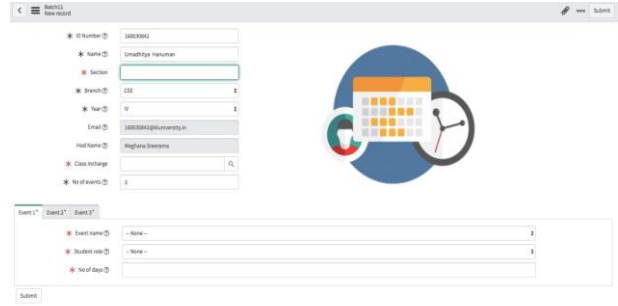 Batch11
New record
Submit
ID Number
160030842
Name
Umadhitya Hanuman
Section
Branch
CSE
Year
IV
Email
160030842@kluniversity.in
Hod Name
Meghana Sreerama
Class Incharge
No of events
3
Event 1*
Event 2*
Event 3*
Event name
-- None --
Student role
-- None --
No of days
Submit